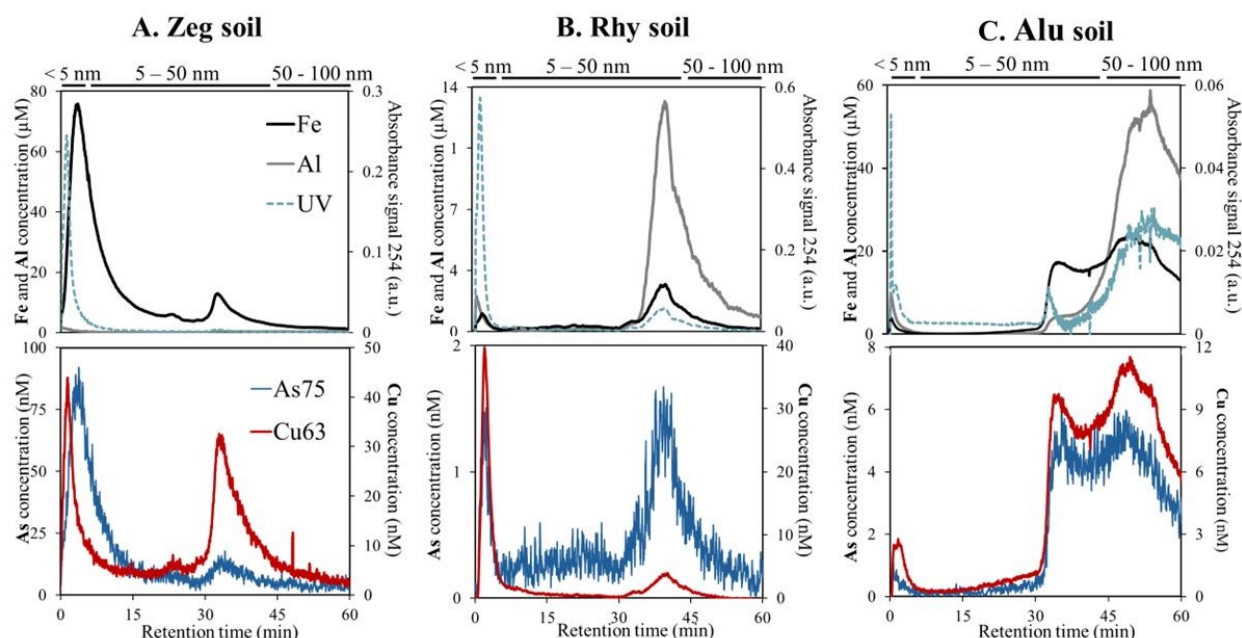 A. Zeg soil
B. Rhy soil
C. Alu soil
< 5 nm
5 – 50 nm
50 - 100 nm
< 5 nm
5 – 50 nm
50 - 100 nm
< 5 nm
5 – 50 nm
50 - 100 nm
Fe and Al concentration (µM)
80
60
40
20
0
Fe
Al
UV
0.3
0.2
0.1
0
Absorbance signal 254 (a.u.)
Fe and Al concentration (µM)
14
1
7
4
0
0.6
0.4
0.2
0
Absorbance signal 254 (a.u.)
Fe and Al concentration (µM)
60
40
20
0
0.06
0.04
0.02
0
Absorbance signal 254 (a.u.)
As concentration (nM)
100
75
50
25
0
As75
Cu63
50
40
30
20
10
0
Cu concentration (nM)
0
15
30
45
60
Retention time (min)
As concentration (nM)
2
1
0
40
30
20
10
0
Cu concentration (nM)
0
15
30
45
60
Retention time (min)
As concentration (nM)
8
6
4
2
0
12
9
6
3
0
Cu concentration (nM)
0
15
30
45
60
Retention time (min)